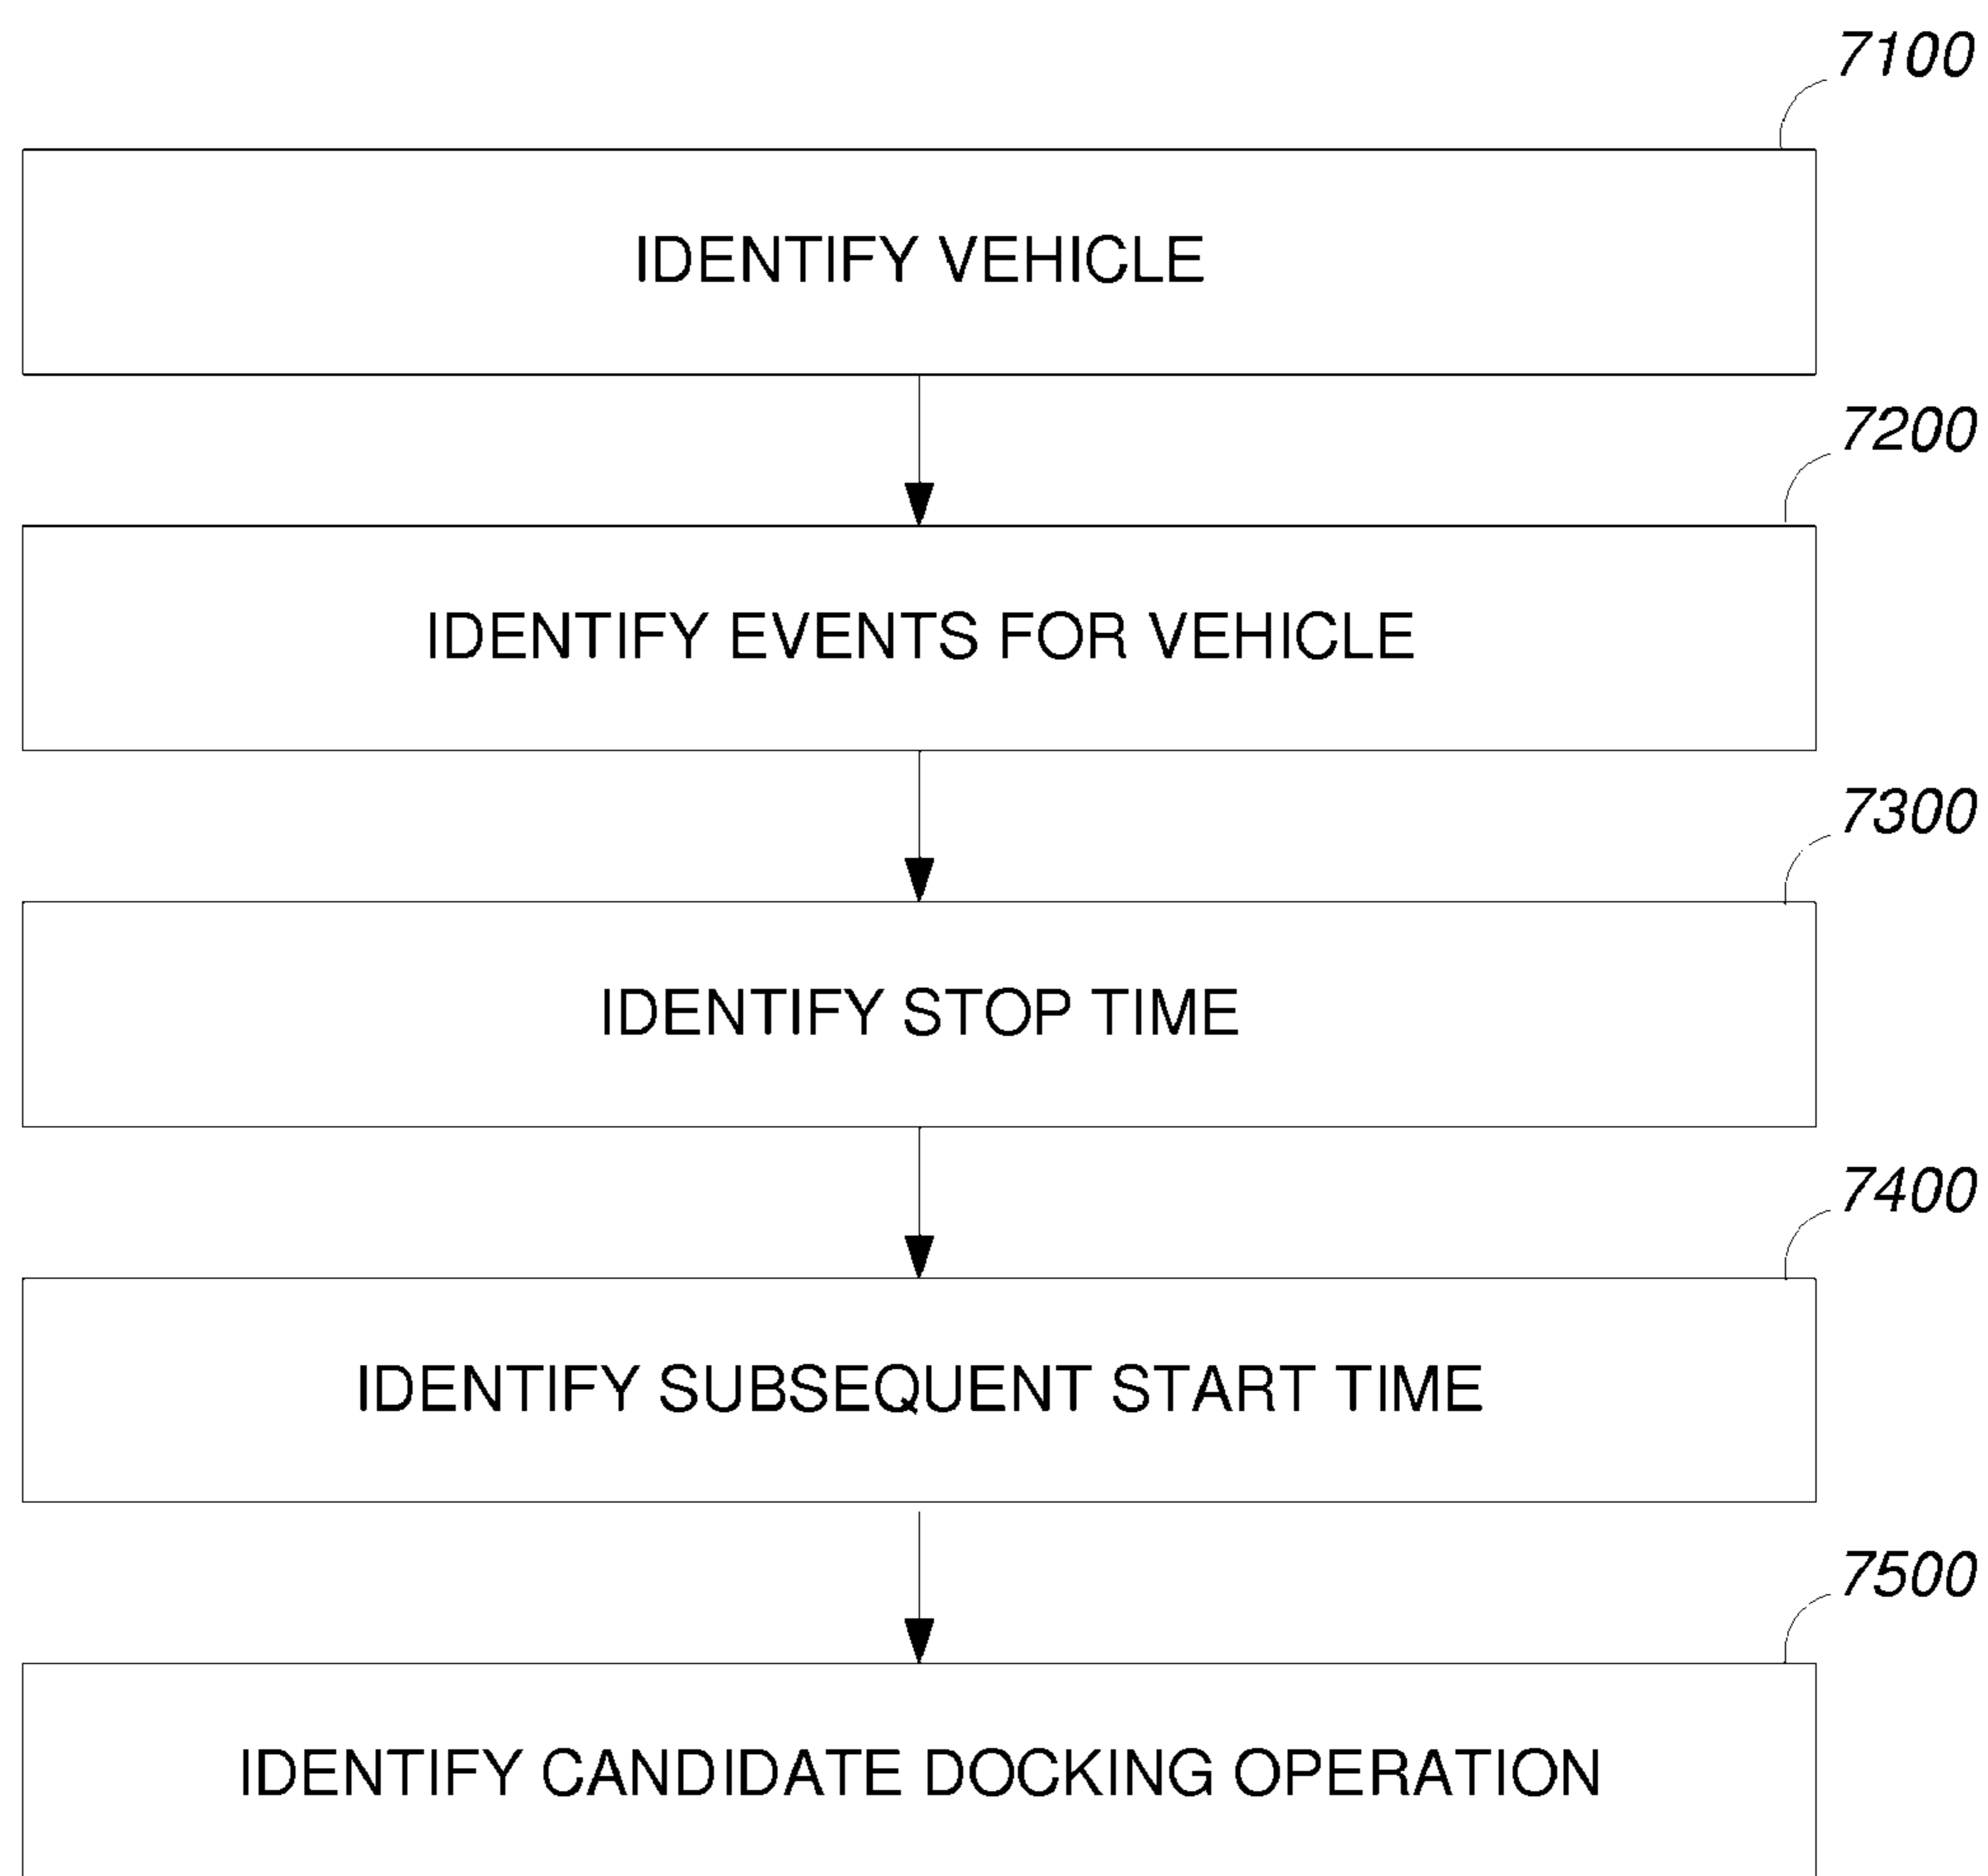 7100
IDENTIFY VEHICLE
7200
IDENTIFY EVENTS FOR VEHICLE
7300
IDENTIFY STOP TIME
7400
IDENTIFY SUBSEQUENT START TIME
7500
IDENTIFY CANDIDATE DOCKING OPERATION